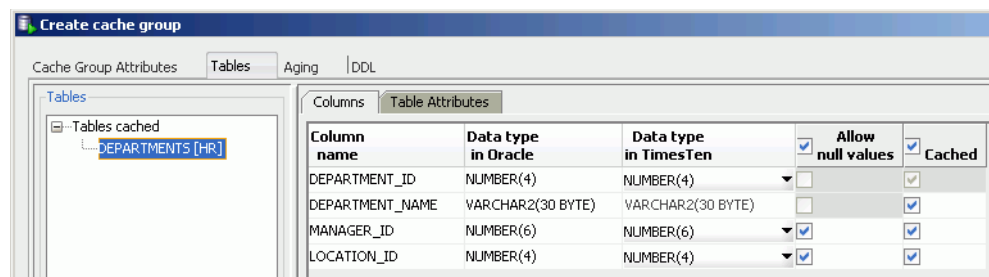 Create cache group
Cache Group Attributes Tables Aging DDL
Tables
Tables cached
DEPARTMENTS [HR]
Columns Table Attributes
Column name Data type in Oracle Data type in TimesTen Allow null values Cached
DEPARTMENT_ID NUMBER(4) NUMBER(4)
DEPARTMENT_NAME VARCHAR2(30 BYTE) VARCHAR2(30 BYTE)
MANAGER_ID NUMBER(6) NUMBER(6)
LOCATION_ID NUMBER(4) NUMBER(4)